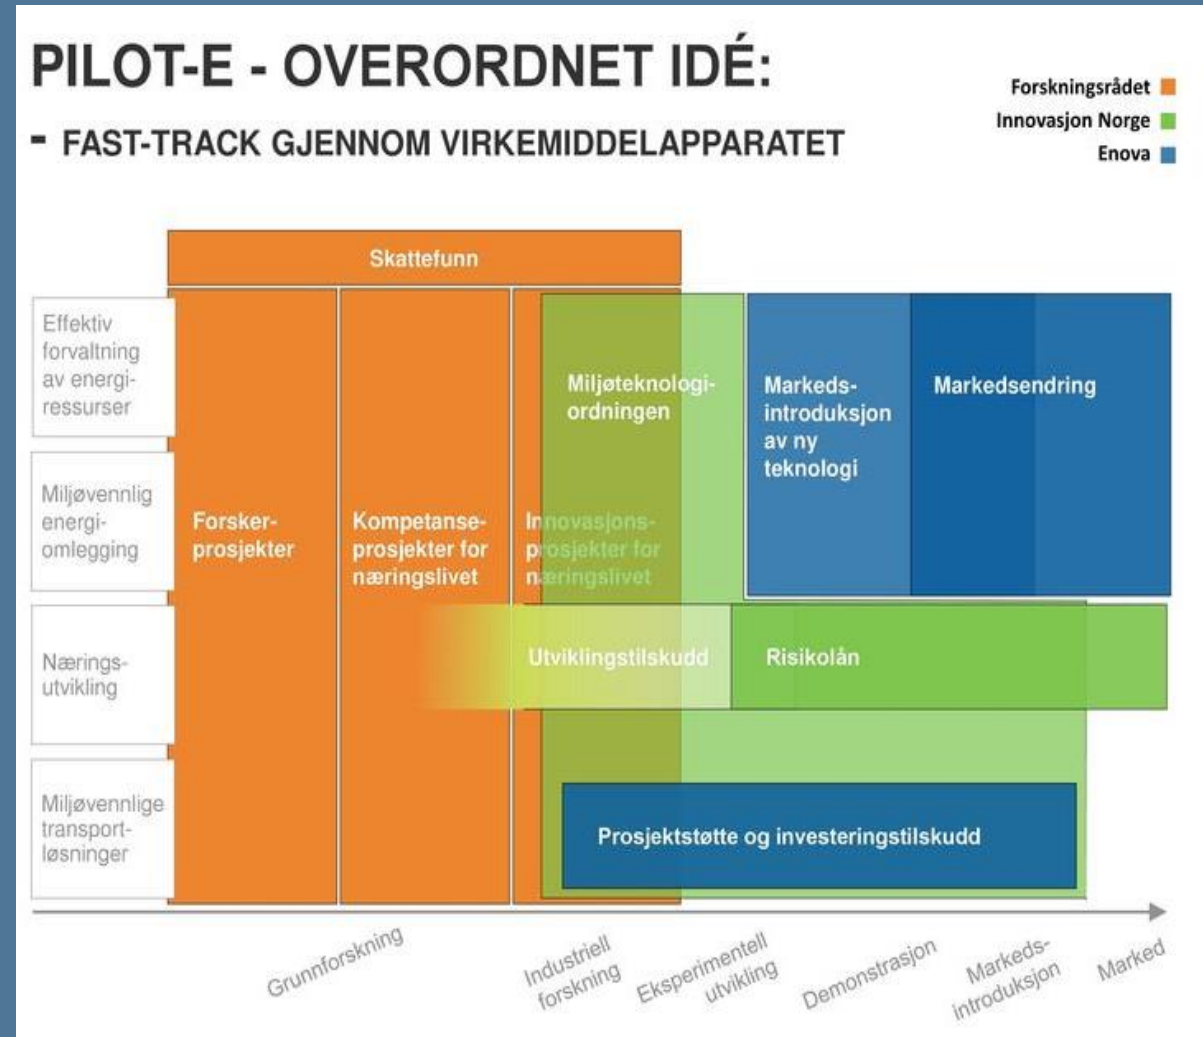 PILOT-E - OVERORDNET IDÉ:
- FAST-TRACK GJENNOM VIRKEMIDDELAPPARATET
Forskningsrådet
Innovasjon Norge
Enova
Skattefunn
Effektiv
forvaltning
av energi-
ressurser
Miljøvennlig
energi-
omlegging
Nærings-
utvikling
Miljøvennlige
transport-
løsninger
Forsker-
prosjekter
Kompetanse-
prosjekter for
næringslivet
Innovasjons-
prosjekter for
næringslivet
Miljøteknologi-
ordningen
Markeds-
introduksjon
av ny
teknologi
Markedsendring
Utviklingstilskudd
Risikolån
Prosjektstøtte og investeringstilskudd
Grunnforskning
Industriell
forskning
Eksperimentell
utvikling
Demonstrasjon
Markeds-
introduksjon
Marked